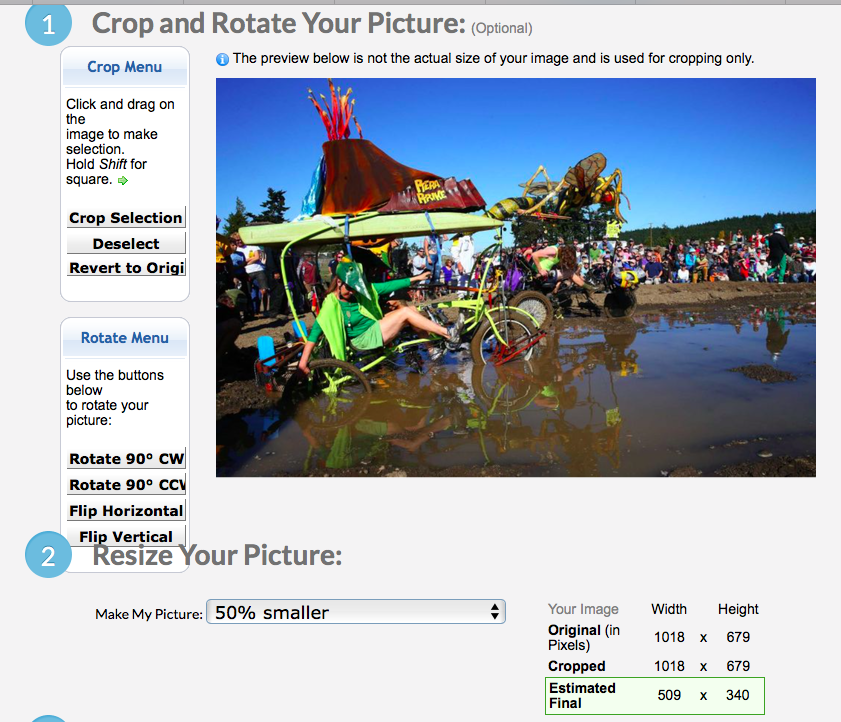 1 Crop and Rotate Your Picture: (Optional)
Crop Menu
Click and drag on
the
image to make
selection.
Hold Shift for
square.
Crop Selection
Deselect
Revert to Origi
Rotate Menu
Use the buttons
below
to rotate your
picture:
Rotate 90° CW
Rotate 90° CCW
Flip Horizontal
Flip Vertical
The preview below is not the actual size of your image and is used for cropping only.
2 Resize Your Picture:
Make My Picture: 50% smaller
Your Image Width Height
Original (in
Pixels) 1018 x 679
Cropped 1018 x 679
Estimated
Final 509 x 340